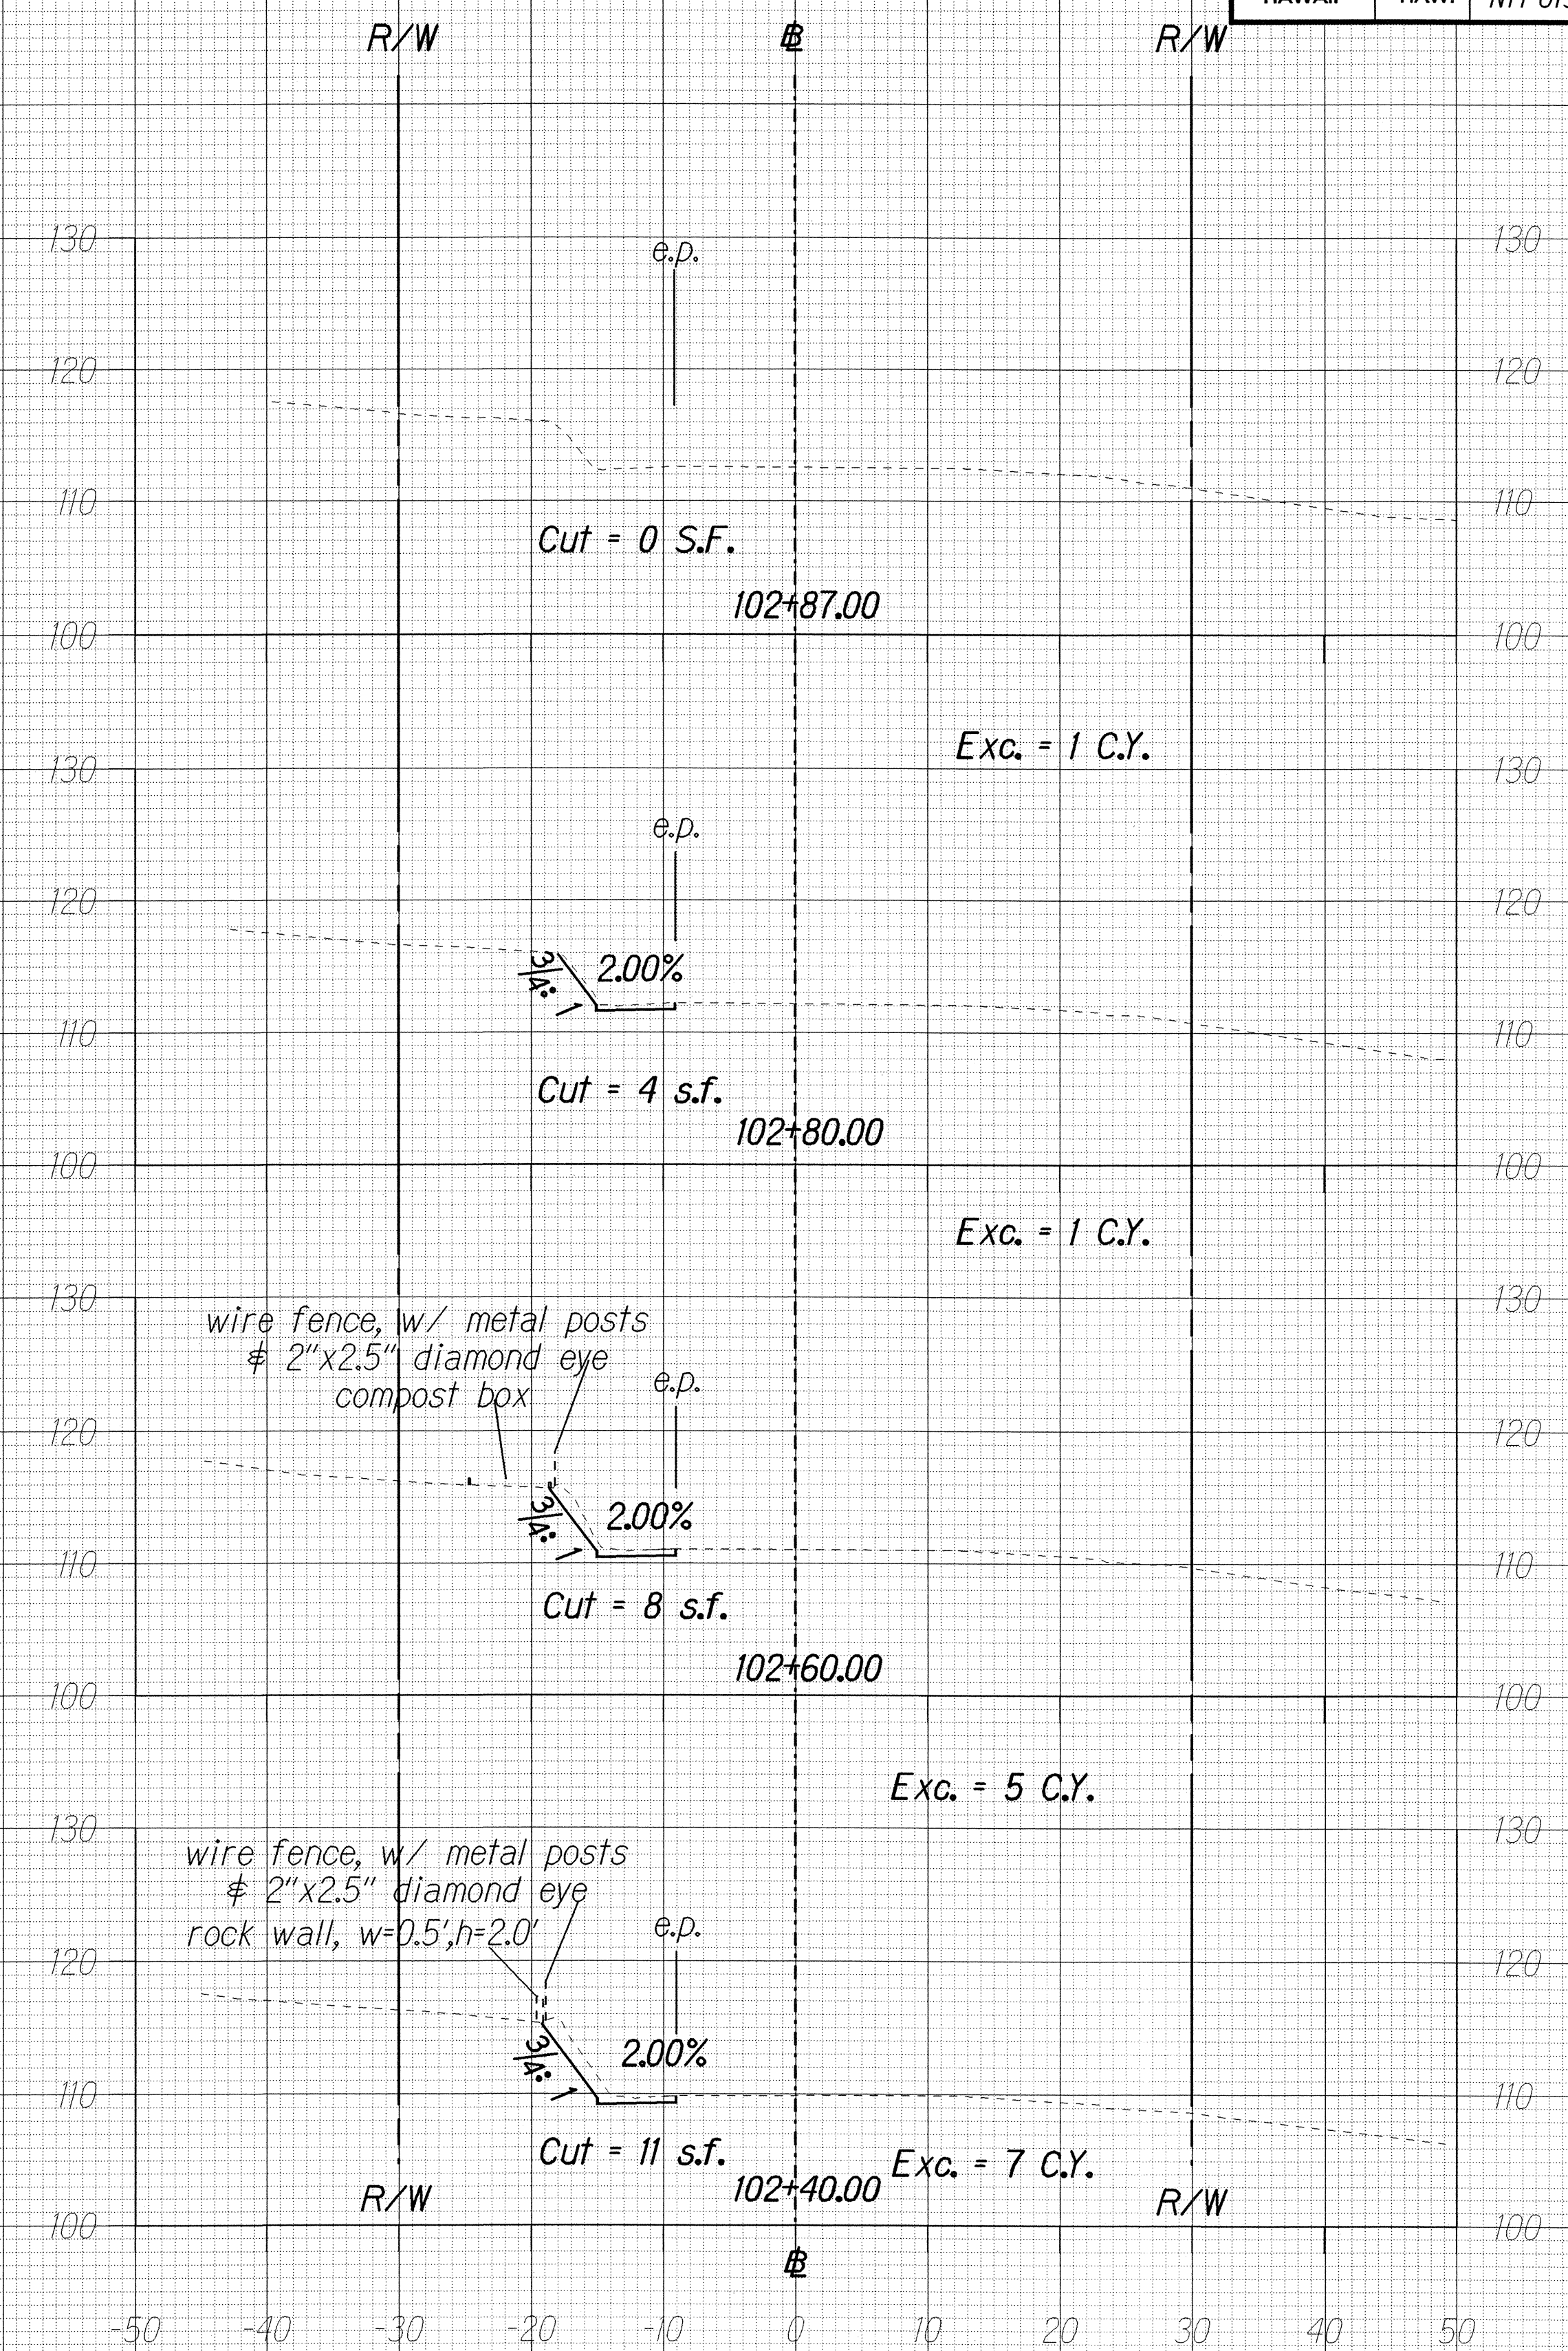 HAWAII HAW.
R/W ℄ R/W
130 130
e.p.
120 120
110 110
Cut = 0 S.F.
102+87.00
100 100
Exc. = 1 C.Y.
130 130
e.p.
120 120
3/4: 2.00%
110 110
Cut = 4 s.f.
102+80.00
100 100
Exc. = 1 C.Y.
130 130
wire fence, w/ metal posts
& 2"x2.5" diamond eye
compost box e.p.
120 120
3/4: 2.00%
110 110
Cut = 8 s.f.
102+60.00
100 100
Exc. = 5 C.Y.
130 130
wire fence, w/ metal posts
& 2"x2.5" diamond eye
rock wall, w=0.5',h=2.0' e.p.
120 120
3/4: 2.00%
110 110
Cut = 11 s.f. Exc. = 7 C.Y.
102+40.00
R/W R/W
100 100
℄
-50 -40 -30 -20 -10 0 10 20 30 40 50